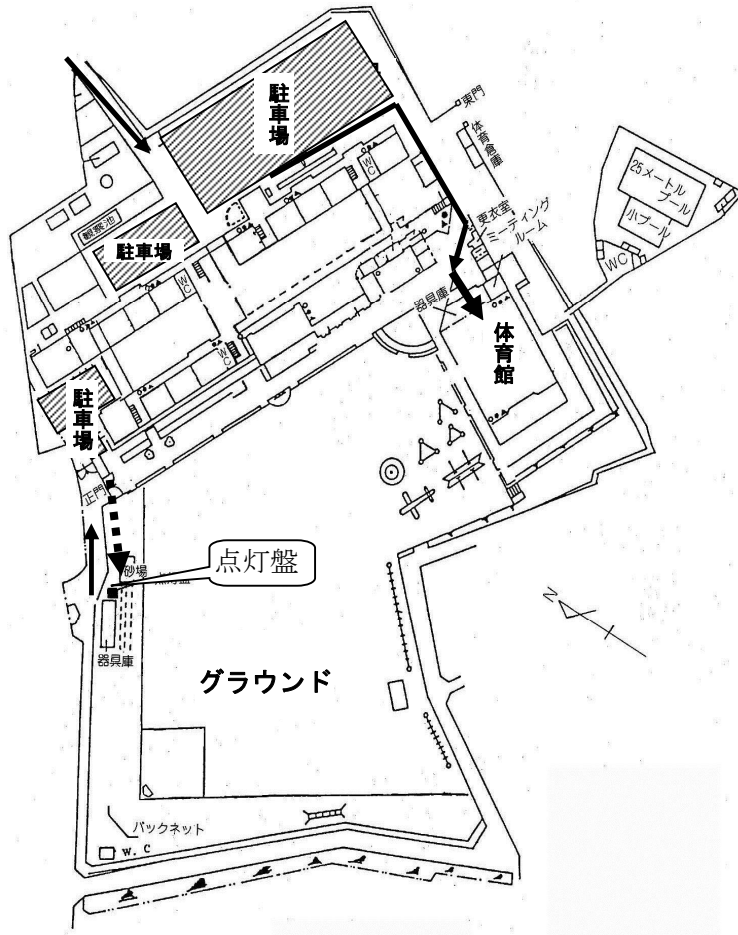 駐車場
東門
体育倉庫
25メートル
プール
小プール
WC
WC
更衣室
ミーティング
ルーム
観察池
駐車場
WC
器具庫
体育館
WC
駐車場
正門
砂場
点灯盤
N
器具庫
グラウンド
バックネット
W.C